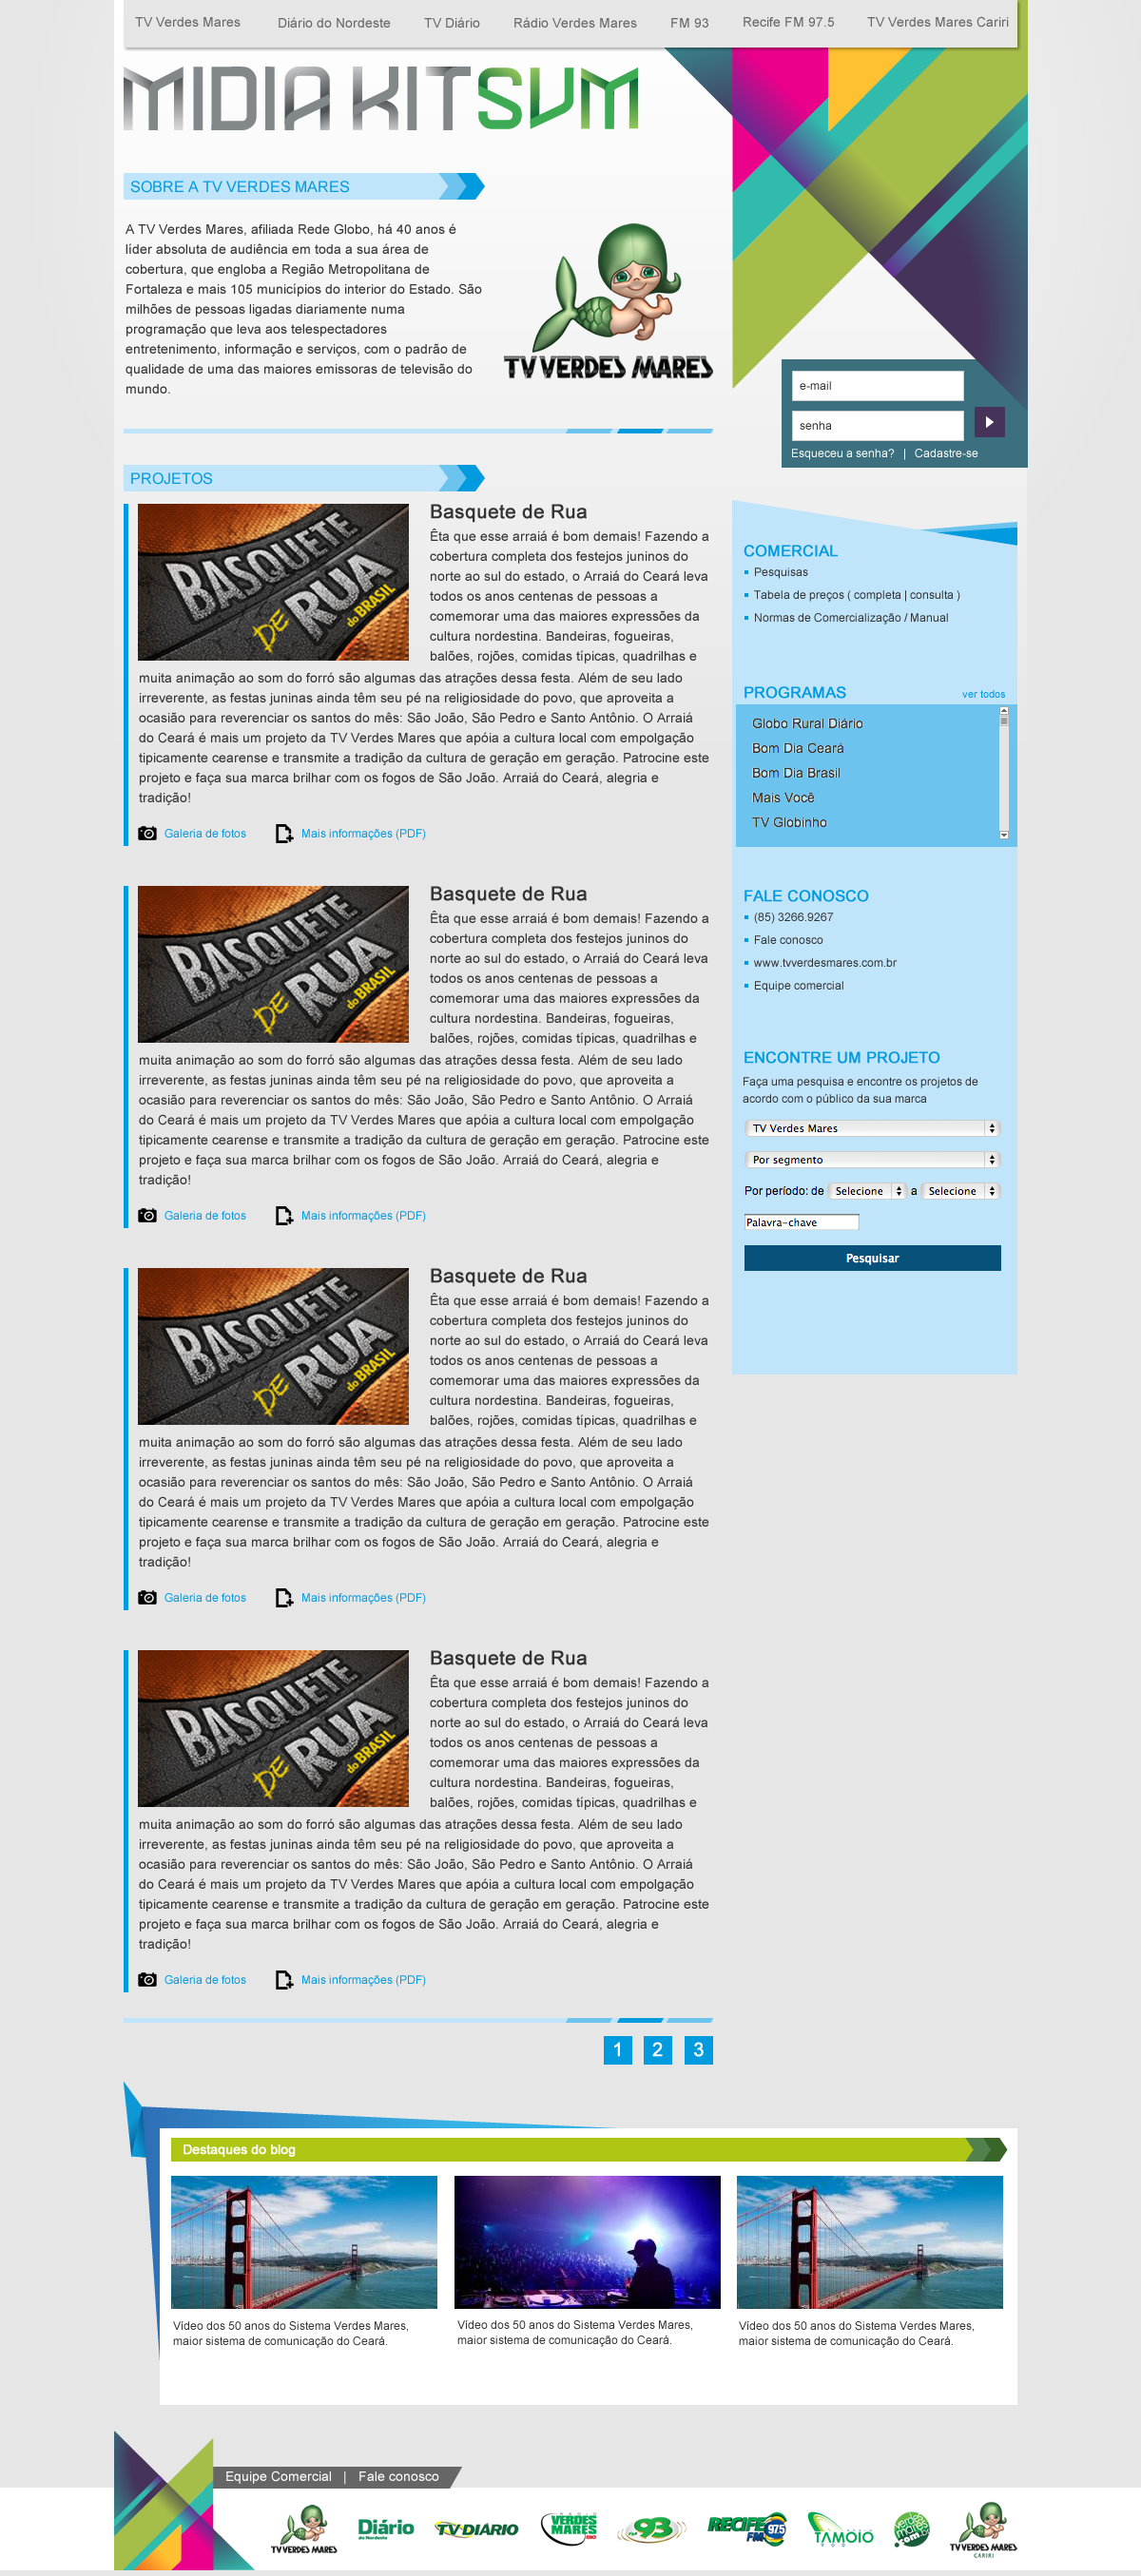 TV Verdes Mares
Diário do Nordeste
TV Diário
Rádio Verdes Mares
FM 93
Recife FM 97.5
TV Verdes Mares Cariri
MIDIA KIT SVM
SOBRE A TV VERDES MARES
A TV Verdes Mares, afiliada Rede Globo, há 40 anos é
líder absoluta de audiência em toda a sua área de
cobertura, que engloba a Região Metropolitana de
Fortaleza e mais 105 municípios do interior do Estado. São
milhões de pessoas ligadas diariamente numa
programação que leva aos telespectadores
entretenimento, informação e serviços, com o padrão de
qualidade de uma das maiores emissoras de televisão do
mundo.
TV VERDES MARES
e-mail
senha
Esqueceu a senha? | Cadastre-se
PROJETOS
BASQUETE
DE RUA
do BRASIL
Basquete de Rua
Êta que esse arraiá é bom demais! Fazendo a
cobertura completa dos festejos juninos do
norte ao sul do estado, o Arraiá do Ceará leva
todos os anos centenas de pessoas a
comemorar uma das maiores expressões da
cultura nordestina. Bandeiras, fogueiras,
balões, rojões, comidas típicas, quadrilhas e
muita animação ao som do forró são algumas das atrações dessa festa. Além de seu lado
irreverente, as festas juninas ainda têm seu pé na religiosidade do povo, que aproveita a
ocasião para reverenciar os santos do mês: São João, São Pedro e Santo Antônio. O Arraiá
do Ceará é mais um projeto da TV Verdes Mares que apóia a cultura local com empolgação
tipicamente cearense e transmite a tradição da cultura de geração em geração. Patrocine este
projeto e faça sua marca brilhar com os fogos de São João. Arraiá do Ceará, alegria e
tradição!
Galeria de fotos
Mais informações (PDF)
BASQUETE
DE RUA
do BRASIL
Basquete de Rua
Êta que esse arraiá é bom demais! Fazendo a
cobertura completa dos festejos juninos do
norte ao sul do estado, o Arraiá do Ceará leva
todos os anos centenas de pessoas a
comemorar uma das maiores expressões da
cultura nordestina. Bandeiras, fogueiras,
balões, rojões, comidas típicas, quadrilhas e
muita animação ao som do forró são algumas das atrações dessa festa. Além de seu lado
irreverente, as festas juninas ainda têm seu pé na religiosidade do povo, que aproveita a
ocasião para reverenciar os santos do mês: São João, São Pedro e Santo Antônio. O Arraiá
do Ceará é mais um projeto da TV Verdes Mares que apóia a cultura local com empolgação
tipicamente cearense e transmite a tradição da cultura de geração em geração. Patrocine este
projeto e faça sua marca brilhar com os fogos de São João. Arraiá do Ceará, alegria e
tradição!
Galeria de fotos
Mais informações (PDF)
BASQUETE
DE RUA
do BRASIL
Basquete de Rua
Êta que esse arraiá é bom demais! Fazendo a
cobertura completa dos festejos juninos do
norte ao sul do estado, o Arraiá do Ceará leva
todos os anos centenas de pessoas a
comemorar uma das maiores expressões da
cultura nordestina. Bandeiras, fogueiras,
balões, rojões, comidas típicas, quadrilhas e
muita animação ao som do forró são algumas das atrações dessa festa. Além de seu lado
irreverente, as festas juninas ainda têm seu pé na religiosidade do povo, que aproveita a
ocasião para reverenciar os santos do mês: São João, São Pedro e Santo Antônio. O Arraiá
do Ceará é mais um projeto da TV Verdes Mares que apóia a cultura local com empolgação
tipicamente cearense e transmite a tradição da cultura de geração em geração. Patrocine este
projeto e faça sua marca brilhar com os fogos de São João. Arraiá do Ceará, alegria e
tradição!
Galeria de fotos
Mais informações (PDF)
BASQUETE
DE RUA
do BRASIL
Basquete de Rua
Êta que esse arraiá é bom demais! Fazendo a
cobertura completa dos festejos juninos do
norte ao sul do estado, o Arraiá do Ceará leva
todos os anos centenas de pessoas a
comemorar uma das maiores expressões da
cultura nordestina. Bandeiras, fogueiras,
balões, rojões, comidas típicas, quadrilhas e
muita animação ao som do forró são algumas das atrações dessa festa. Além de seu lado
irreverente, as festas juninas ainda têm seu pé na religiosidade do povo, que aproveita a
ocasião para reverenciar os santos do mês: São João, São Pedro e Santo Antônio. O Arraiá
do Ceará é mais um projeto da TV Verdes Mares que apóia a cultura local com empolgação
tipicamente cearense e transmite a tradição da cultura de geração em geração. Patrocine este
projeto e faça sua marca brilhar com os fogos de São João. Arraiá do Ceará, alegria e
tradição!
Galeria de fotos
Mais informações (PDF)
1 2 3
COMERCIAL
Pesquisas
Tabela de preços ( completa | consulta )
Normas de Comercialização / Manual
PROGRAMAS
ver todos
Globo Rural Diário
Bom Dia Ceará
Bom Dia Brasil
Mais Você
TV Globinho
FALE CONOSCO
(85) 3266.9267
Fale conosco
www.tvverdesmares.com.br
Equipe comercial
ENCONTRE UM PROJETO
Faça uma pesquisa e encontre os projetos de
acordo com o público da sua marca
TV Verdes Mares
Por segmento
Por período: de Selecione a Selecione
Palavra-chave
Pesquisar
Destaques do blog
Vídeo dos 50 anos do Sistema Verdes Mares,
maior sistema de comunicação do Ceará.
Vídeo dos 50 anos do Sistema Verdes Mares,
maior sistema de comunicação do Ceará.
Vídeo dos 50 anos do Sistema Verdes Mares,
maior sistema de comunicação do Ceará.
Equipe Comercial | Fale conosco
TV VERDES MARES
Diário
do Nordeste
TV DIARIO
VERDES
MARES
93
RECIFE
FM 97.5
TAMOIO
verdes
mares
.com.br
TV VERDES MARES
CARIRI